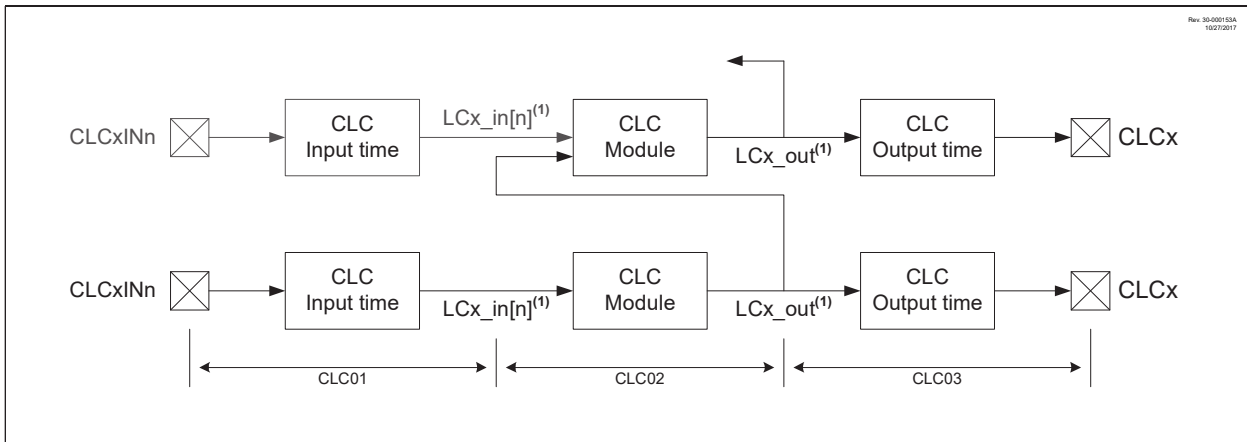 Rev. 30-000153A
10/27/2017
CLCxINn
CLC
Input time
LCx_in[n](1)
CLC
Module
LCx_out(1)
CLC
Output time
CLCx
CLCxINn
CLC
Input time
LCx_in[n](1)
CLC
Module
LCx_out(1)
CLC
Output time
CLCx
CLC01
CLC02
CLC03